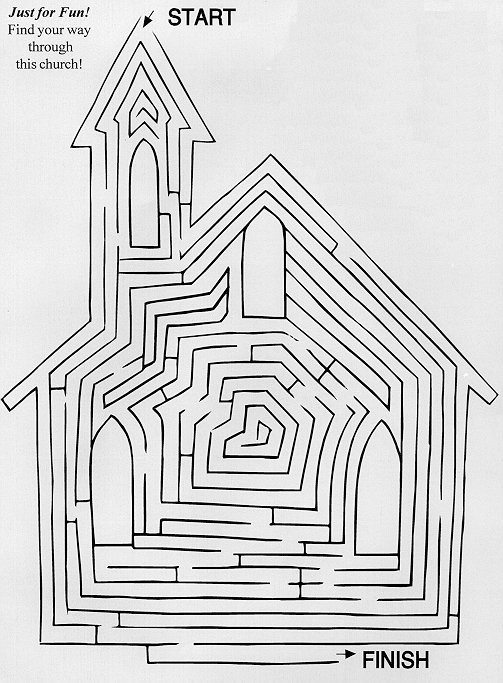 Just for Fun!
START
Find your way
through
this church!
FINISH